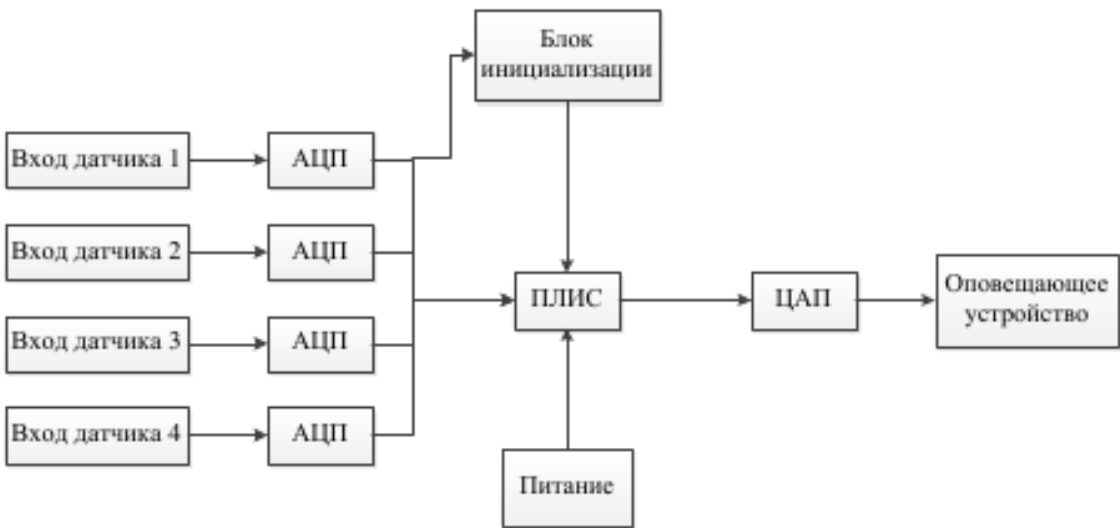 Блок
инициализации
Вход датчика 1
АЦП
Вход датчика 2
АЦП
Вход датчика 3
АЦП
Вход датчика 4
АЦП
ПЛИС
ЦАП
Оповещающее
устройство
Питание